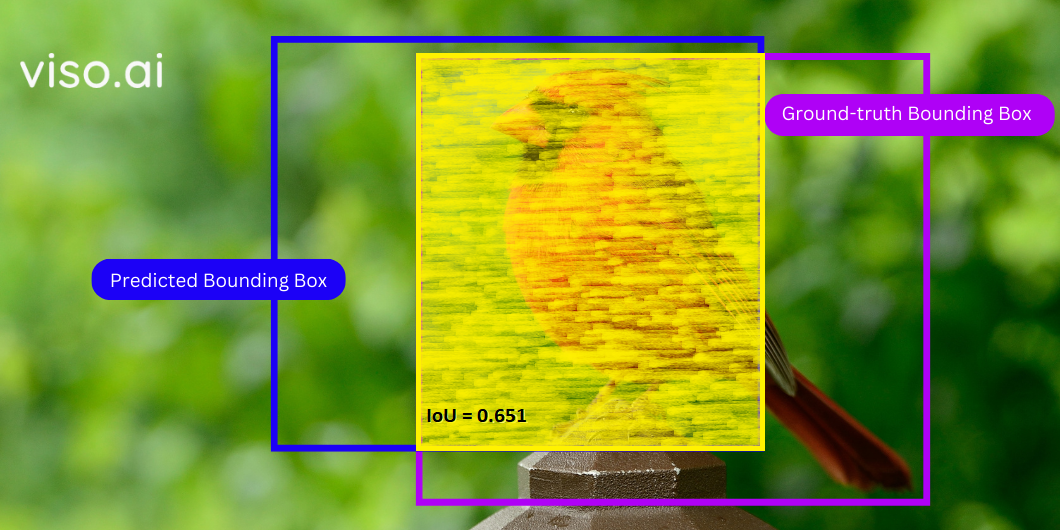 viso.ai
Ground-truth Bounding Box
Predicted Bounding Box
IoU = 0.651